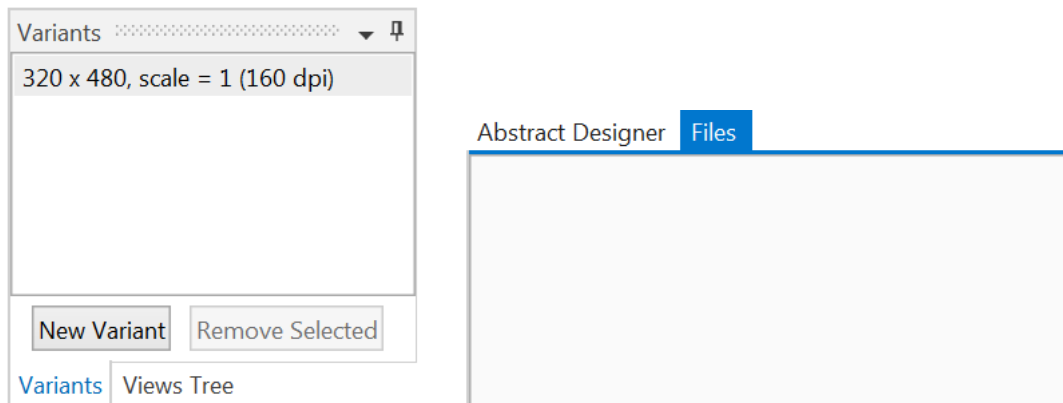 Variants
320 x 480, scale = 1 (160 dpi)
New Variant Remove Selected
Variants Views Tree
Abstract Designer Files